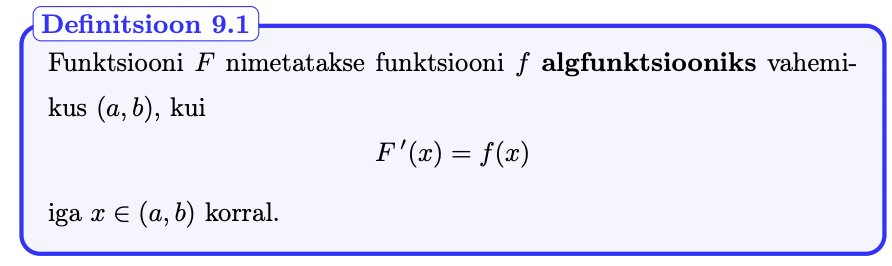 Definitsioon 9.1
Funktsiooni F nimetatakse funktsiooni f algfunktsiooniks vahemi-
kus (a, b), kui
F′(x) = f(x)
iga x ∈ (a, b) korral.